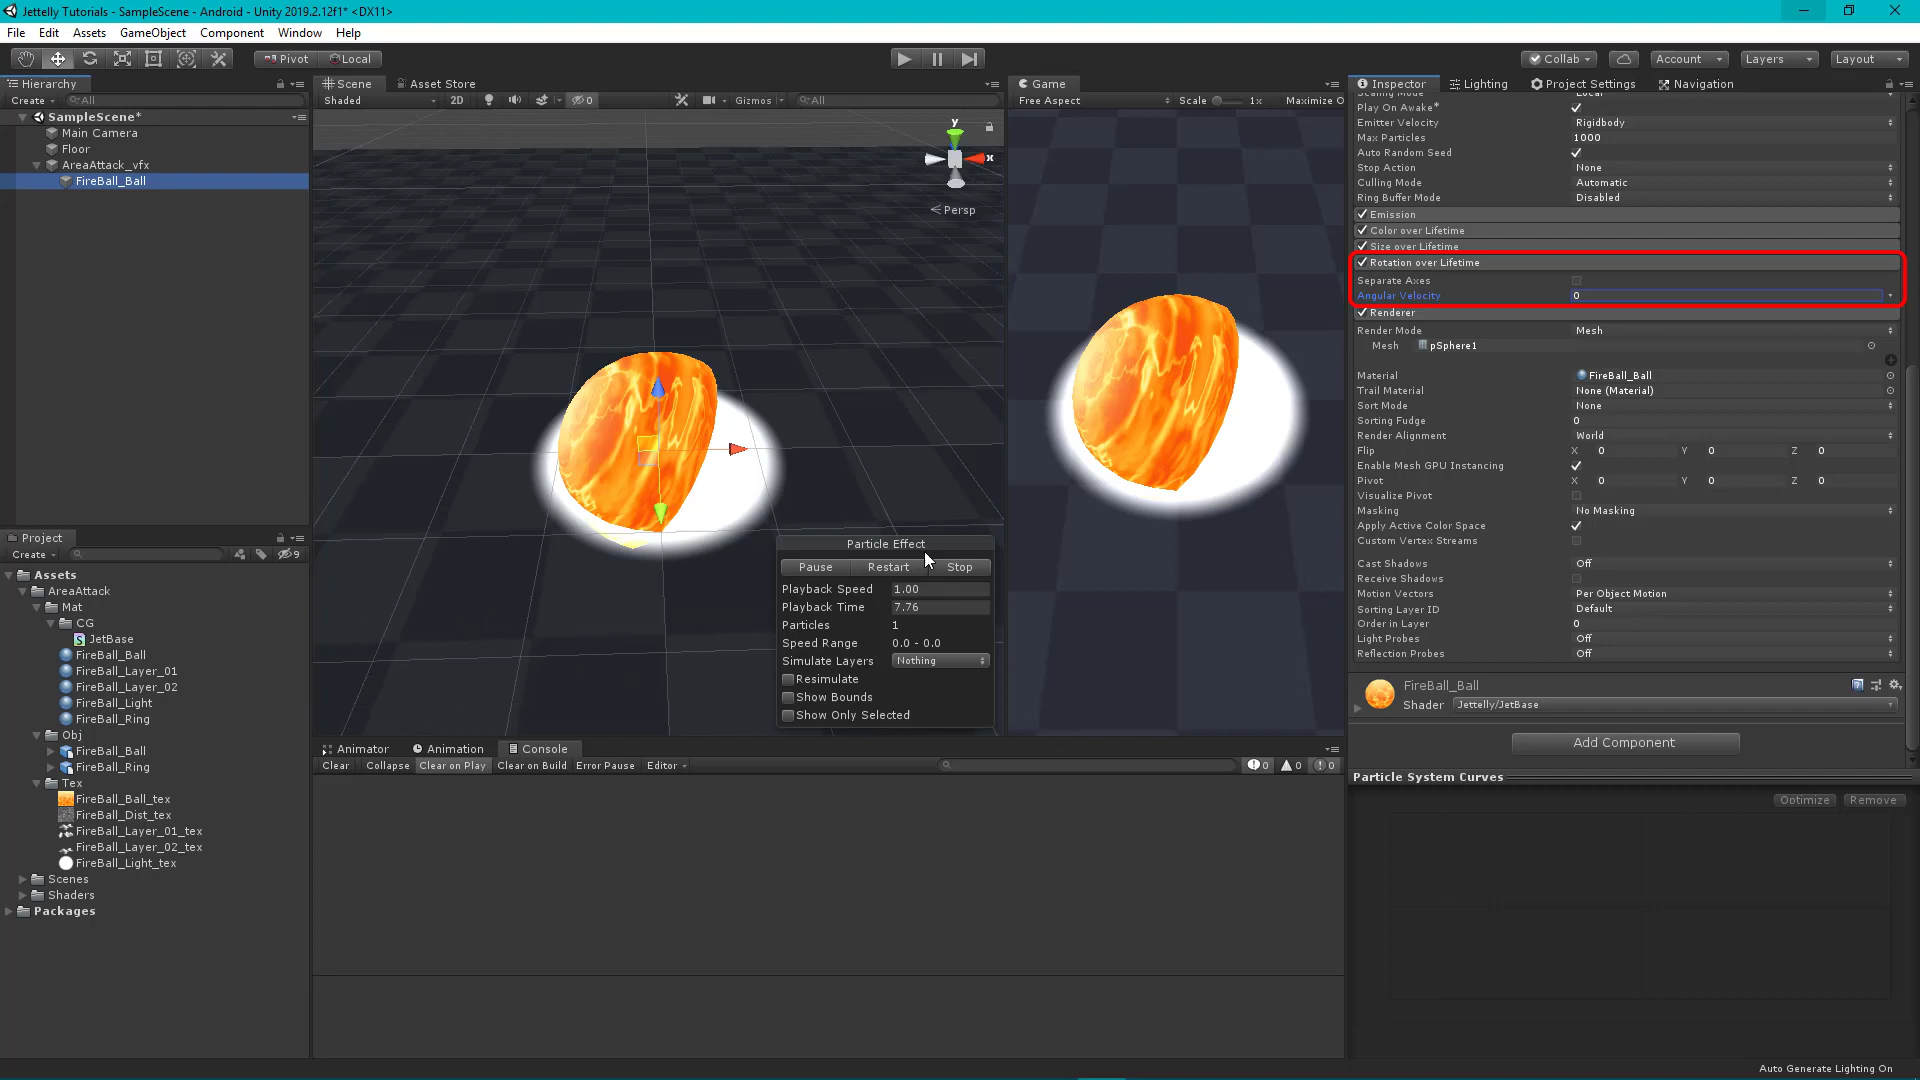 Jettelly Tutorials - SampleScene - Android - Unity 2019.2.12f1* <DX11>
File Edit Assets GameObject Component Window Help
Pivot Local Collab Account Layers Layout
Hierarchy
Create All
SampleScene*
Main Camera
Floor
AreaAttack_vfx
FireBall_Ball
Scene Asset Store
Shaded 2D 0 Gizmos All
y
x
Persp
Particle Effect
Pause Restart Stop
Playback Speed 1.00
Playback Time 7.76
Particles 1
Speed Range 0.0 - 0.0
Simulate Layers Nothing
Resimulate
Show Bounds
Show Only Selected
Game
Free Aspect Scale 1x Maximize O
Inspector Lighting Project Settings Navigation
Scaling Mode Local
Play On Awake*
Emitter Velocity Rigidbody
Max Particles 1000
Auto Random Seed
Stop Action None
Culling Mode Automatic
Ring Buffer Mode Disabled
Emission
Color over Lifetime
Size over Lifetime
Rotation over Lifetime
Separate Axes
Angular Velocity 0
Renderer
Render Mode Mesh
Mesh pSphere1
Material FireBall_Ball
Trail Material None (Material)
Sort Mode None
Sorting Fudge 0
Render Alignment World
Flip X 0 Y 0 Z 0
Enable Mesh GPU Instancing
Pivot X 0 Y 0 Z 0
Visualize Pivot
Masking No Masking
Apply Active Color Space
Custom Vertex Streams
Cast Shadows Off
Receive Shadows
Motion Vectors Per Object Motion
Sorting Layer ID Default
Order in Layer 0
Light Probes Off
Reflection Probes Off
FireBall_Ball
Shader Jettelly/JetBase
Add Component
Particle System Curves
Optimize Remove
Project
Create 9
Assets
AreaAttack
Mat
CG
JetBase
FireBall_Ball
FireBall_Layer_01
FireBall_Layer_02
FireBall_Light
FireBall_Ring
Obj
FireBall_Ball
FireBall_Ring
Tex
FireBall_Ball_tex
FireBall_Dist_tex
FireBall_Layer_01_tex
FireBall_Layer_02_tex
FireBall_Light_tex
Scenes
Shaders
Packages
Animator Animation Console
Clear Collapse Clear on Play Clear on Build Error Pause Editor 0 0 0
Auto Generate Lighting On